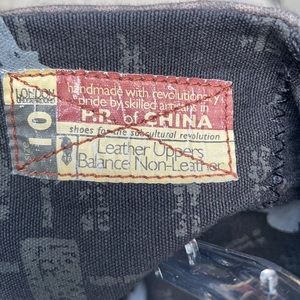 LONDON
UNDERGROUND
10
handmade with revolutionary
pride by skilled artisans in
P.R. of CHINA
shoes for the subcultural revolution
Leather Uppers
Balance Non-Leather